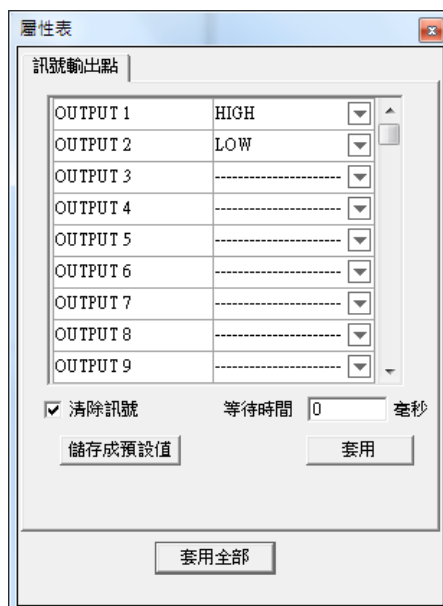 屬性表
訊號輸出點
OUTPUT 1 HIGH
OUTPUT 2 LOW
OUTPUT 3 ----------------------
OUTPUT 4 ----------------------
OUTPUT 5 ----------------------
OUTPUT 6 ----------------------
OUTPUT 7 ----------------------
OUTPUT 8 ----------------------
OUTPUT 9 ----------------------
清除訊號 等待時間 0 毫秒
儲存成預設值 套用
套用全部